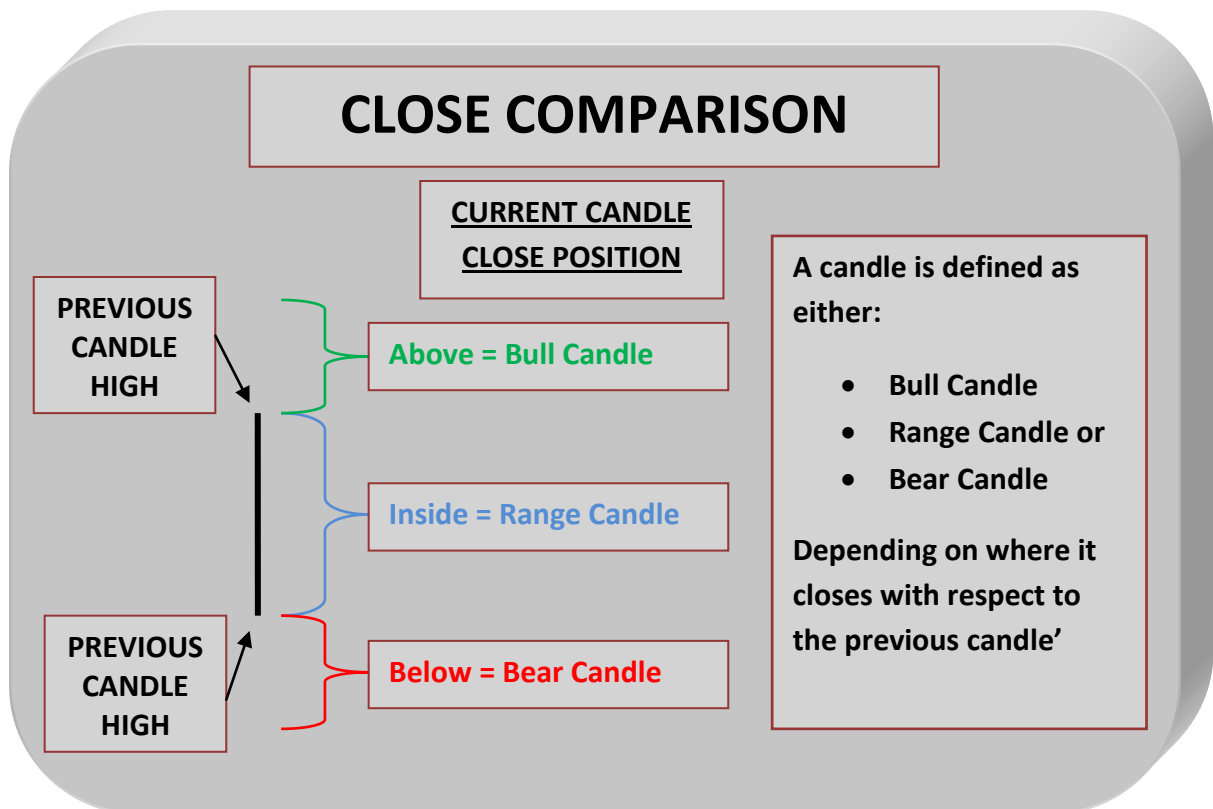 CLOSE COMPARISON
CURRENT CANDLE
CLOSE POSITION
PREVIOUS
CANDLE
HIGH
Above = Bull Candle
Inside = Range Candle
PREVIOUS
CANDLE
HIGH
Below = Bear Candle
A candle is defined as
either:
• Bull Candle
• Range Candle or
• Bear Candle
Depending on where it
closes with respect to
the previous candle’